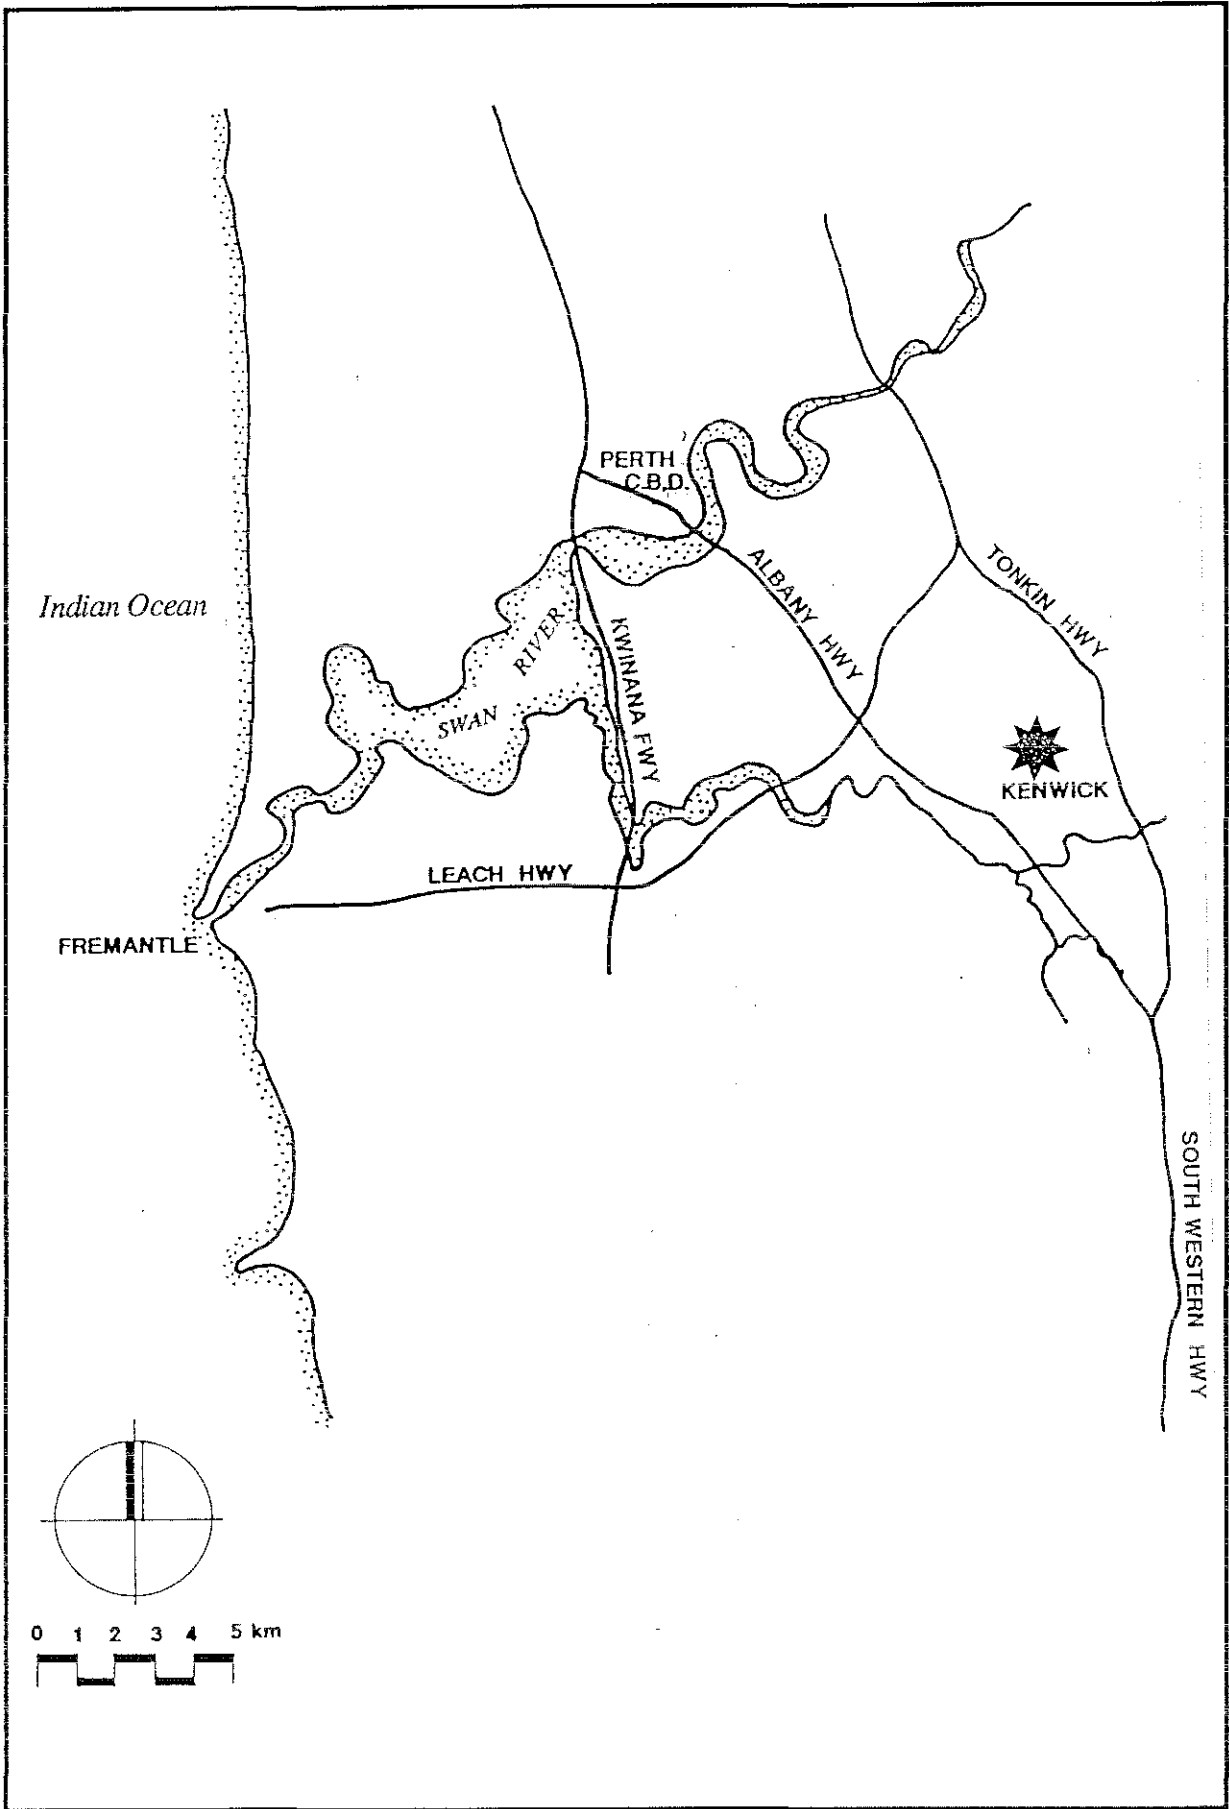 PERTH
C.B.D.
Indian Ocean
ALBANY HWY
TONKIN HWY
SWAN RIVER
KWINANA FWY
KENWICK
LEACH HWY
FREMANTLE
SOUTH WESTERN HWY
0 1 2 3 4 5 km